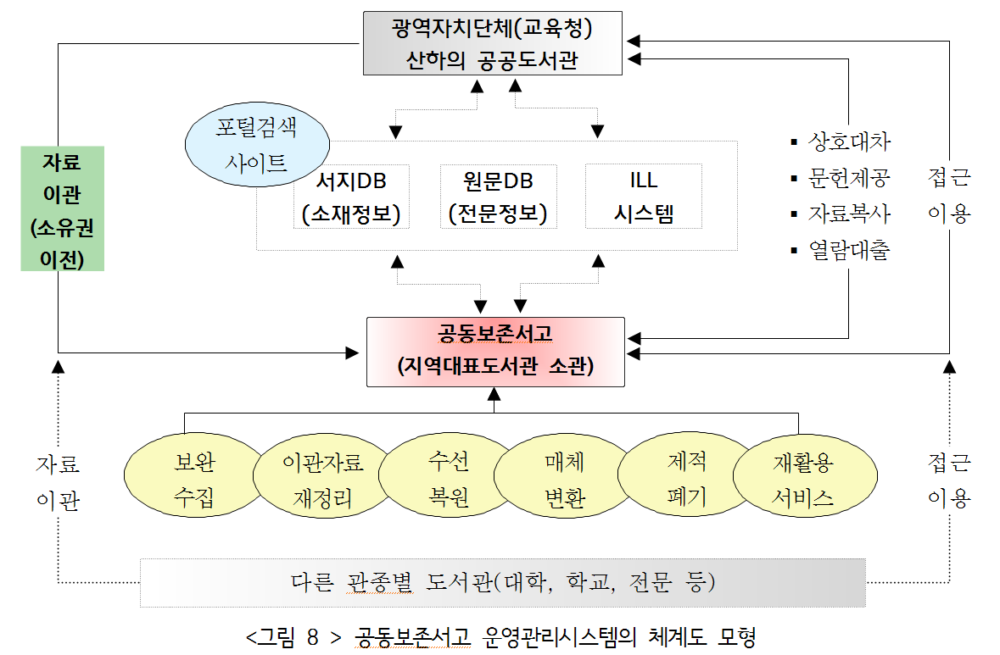 광역자치단체(교육청)
산하의 공공도서관
포털검색
사이트
자료
이관
(소유권
이전)
서지DB
(소재정보)
원문DB
(전문정보)
ILL
시스템
▪ 상호대차
▪ 문헌제공
▪ 자료복사
▪ 열람대출
접근
이용
공동보존서고
(지역대표도서관 소관)
보완
수집
이관자료
재정리
수선
복원
매체
변환
제적
폐기
재활용
서비스
자료
이관
접근
이용
다른 관종별 도서관(대학, 학교, 전문 등)
<그림 8 > 공동보존서고 운영관리시스템의 체계도 모형